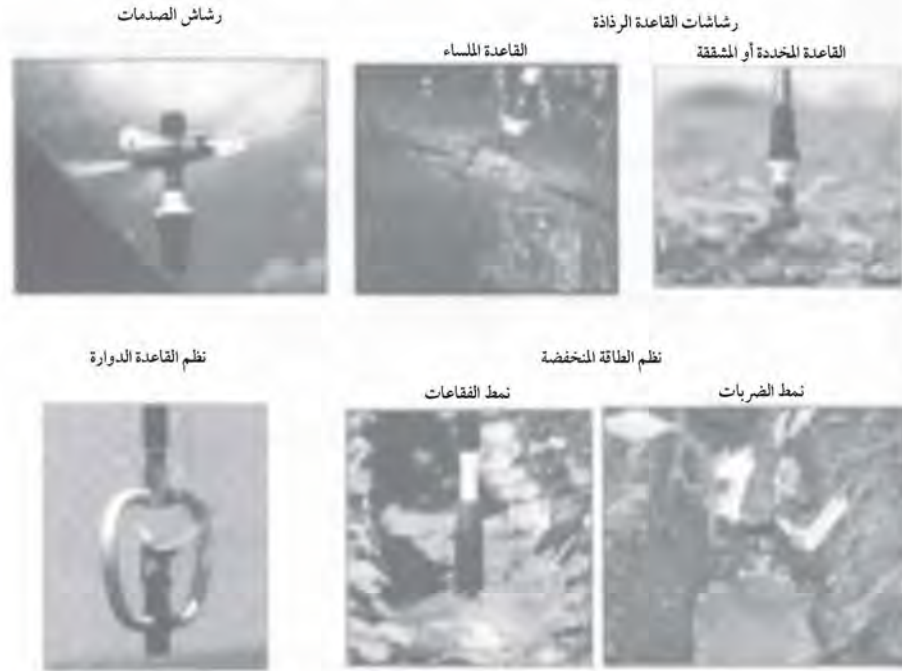 رشاشات القاعدة الرذاذة
رشاش الصدمات
القاعدة المخددة أو المشققة
القاعدة الملساء
نظم الطاقة المنخفضة
نظم القاعدة الدوارة
نمط الضربات
نمط الفقاعات